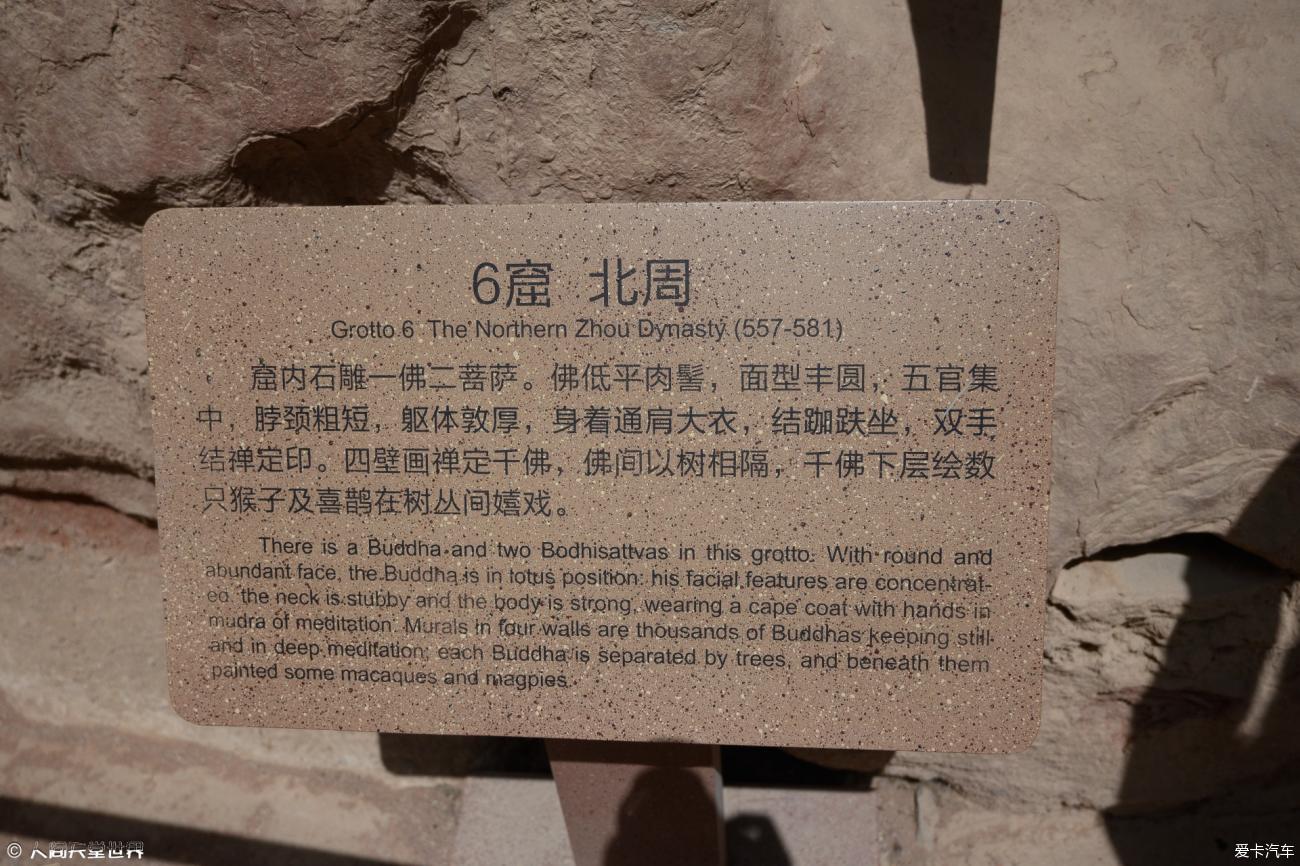 6窟 北周
Grotto 6 The Northern Zhou Dynasty (557-581)
窟内石雕一佛二菩萨。佛低平肉髻，面型丰圆，五官集
中，脖颈粗短，躯体敦厚，身着通肩大衣，结跏趺坐，双手
结禅定印。四壁画禅定千佛，佛间以树相隔，千佛下层绘数
只猴子及喜鹊在树丛间嬉戏。
There is a Buddha and two Bodhisattvas in this grotto. With round and
abundant face, the Buddha is in lotus position: his facial features are concentrat-
ed the neck is stubby and the body is strong, wearing a cape coat with hands in
mudra of meditation. Murals in four walls are thousands of Buddhas keeping still
and in deep meditation; each Buddha is separated by trees, and beneath them
painted some macaques and magpies.
© 人间天堂世界
爱卡汽车